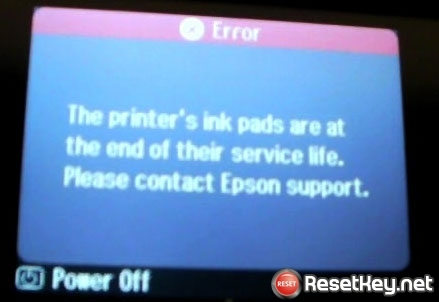 Error
The printer's ink pads are at
the end of their service life.
Please contact Epson support.
Power Off
RESET
ResetKey.net